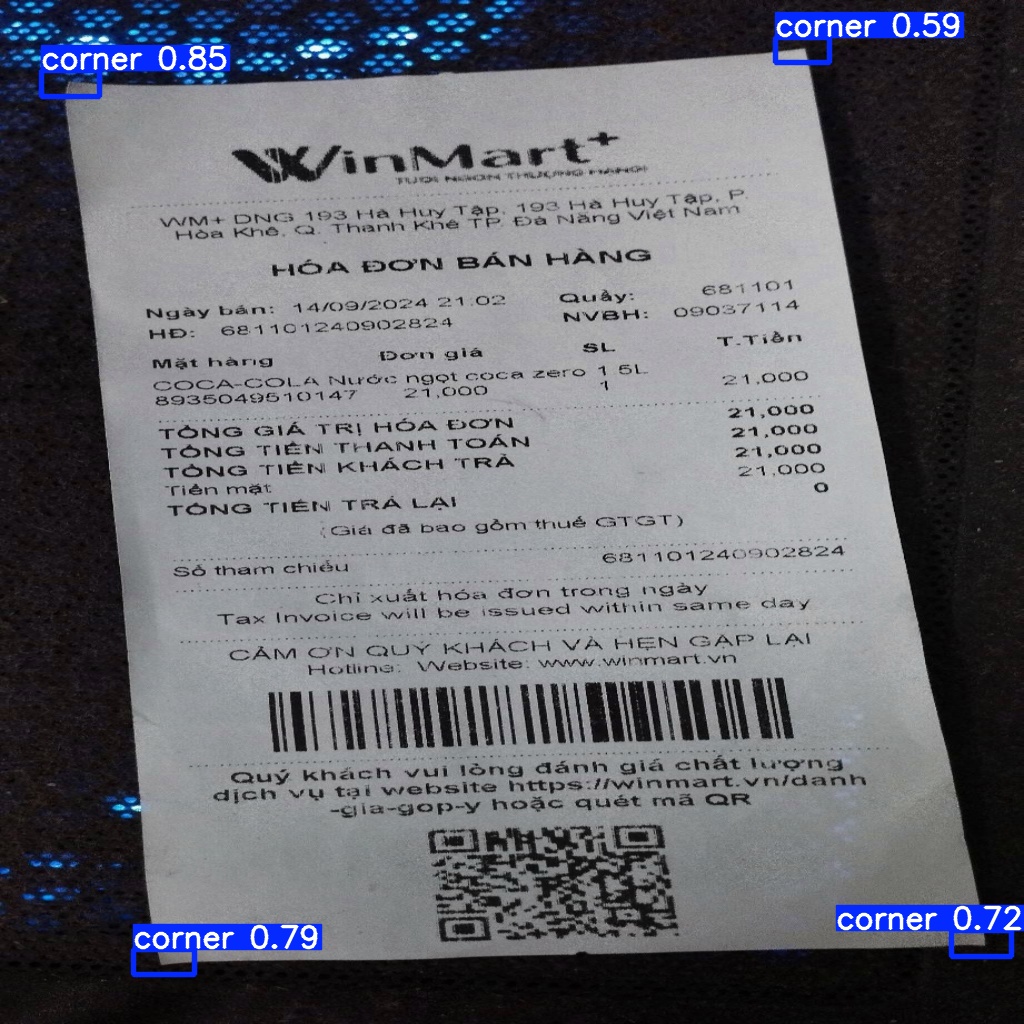 corner 0.59
corner 0.85
WinMart+
TƯƠI NGON THƯỢNG HẠNG!
WM+ DNG 193 Hà Huy Tập, 193 Hà Huy Tập, P.
Hòa Khê, Q. Thanh Khê TP. Đà Nẵng Việt Nam
HÓA ĐƠN BÁN HÀNG
Ngày bán: 14/09/2024 21:02 Quầy: 681101
HĐ: 681101240902824 NVBH: 09037114
Mặt hàng Đơn giá SL T.Tiền
COCA-COLA Nước ngọt coca zero 1.5L
8935049510147 21,000 1 21,000
TỔNG GIÁ TRỊ HÓA ĐƠN 21,000
TỔNG TIỀN THANH TOÁN 21,000
TỔNG TIỀN KHÁCH TRẢ 21,000
Tiền mặt 21,000
TỔNG TIỀN TRẢ LẠI 0
(Giá đã bao gồm thuế GTGT)
Số tham chiếu 681101240902824
Chỉ xuất hóa đơn trong ngày
Tax Invoice will be issued within same day
CẢM ƠN QUÝ KHÁCH VÀ HẸN GẶP LẠI
Hotline: Website: www.winmart.vn
Quý khách vui lòng đánh giá chất lượng
dịch vụ tại website https://winmart.vn/danh
-gia-gop-y hoặc quét mã QR
corner 0.72
corner 0.79